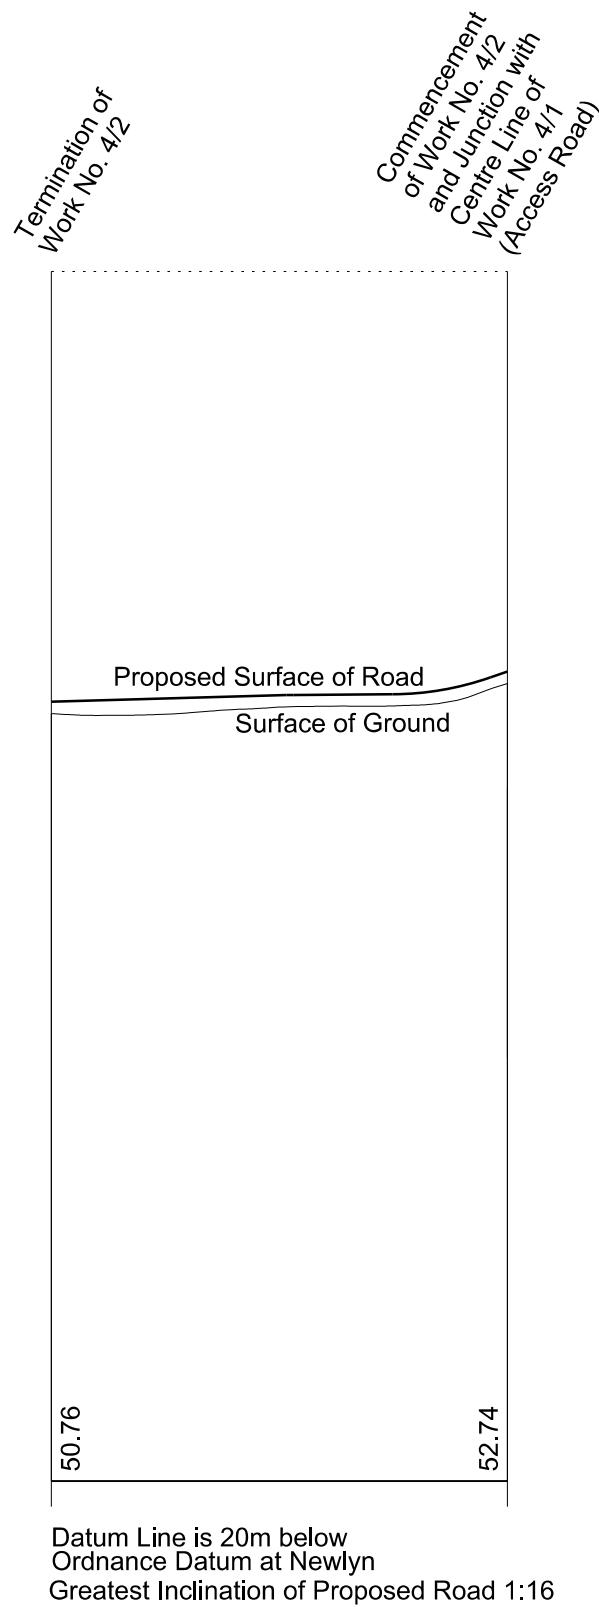 Termination of
Work No. 4/2
Commencement
of Work No. 4/2
and Junction with
Centre Line of
Work No. 4/1
(Access Road)
Proposed Surface of Road
Surface of Ground
50.76
52.74
Datum Line is 20m below
Ordnance Datum at Newlyn
Greatest Inclination of Proposed Road 1:16